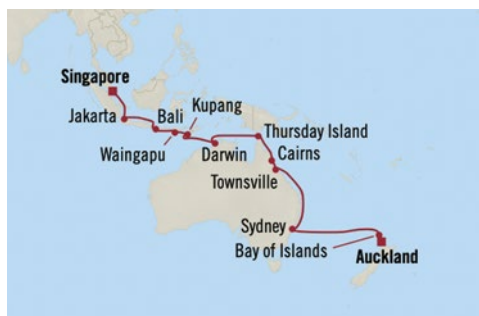 Singapore
Kupang
Bali
Jakarta
Thursday Island
Waingapu
Darwin
Cairns
Townsville
Sydney
Bay of Islands
Auckland